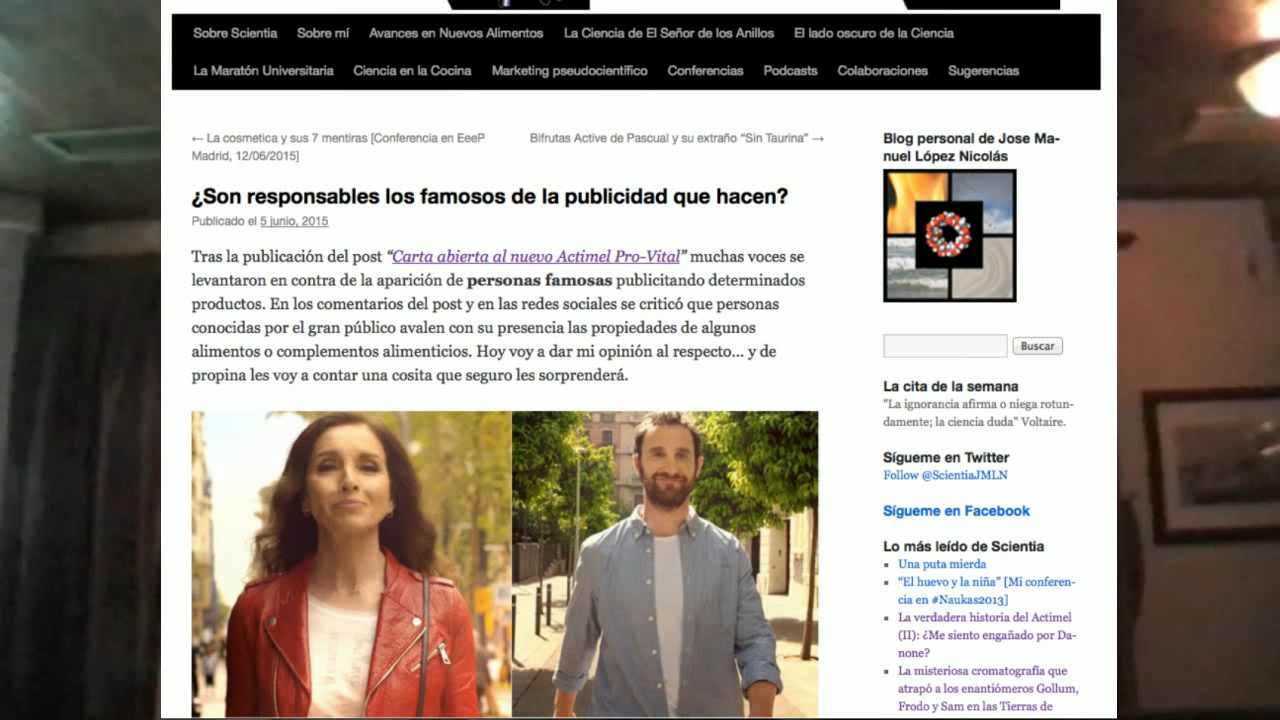 Sobre Scientia Sobre mí Avances en Nuevos Alimentos La Ciencia de El Señor de los Anillos El lado oscuro de la Ciencia
La Maratón Universitaria Ciencia en la Cocina Marketing pseudocientífico Conferencias Podcasts Colaboraciones Sugerencias
← La cosmetica y sus 7 mentiras [Conferencia en EeeP
Madrid, 12/06/2015]
Bifrutas Active de Pascual y su extraño “Sin Taurina” →
¿Son responsables los famosos de la publicidad que hacen?
Publicado el 5 junio, 2015
Tras la publicación del post “Carta abierta al nuevo Actimel Pro-Vital” muchas voces se
levantaron en contra de la aparición de personas famosas publicitando determinados
productos. En los comentarios del post y en las redes sociales se criticó que personas
conocidas por el gran público avalen con su presencia las propiedades de algunos
alimentos o complementos alimenticios. Hoy voy a dar mi opinión al respecto... y de
propina les voy a contar una cosita que seguro les sorprenderá.
Blog personal de Jose Ma-
nuel López Nicolás
Buscar
La cita de la semana
"La ignorancia afirma o niega rotun-
damente; la ciencia duda" Voltaire.
Sígueme en Twitter
Follow @ScientiaJMLN
Sígueme en Facebook
Lo más leído de Scientia
Una puta mierda
“El huevo y la niña” [Mi conferen-
cia en #Naukas2013]
La verdadera historia del Actimel
(II): ¿Me siento engañado por Da-
none?
La misteriosa cromatografía que
atrapó a los enantiómeros Gollum,
Frodo y Sam en las Tierras de